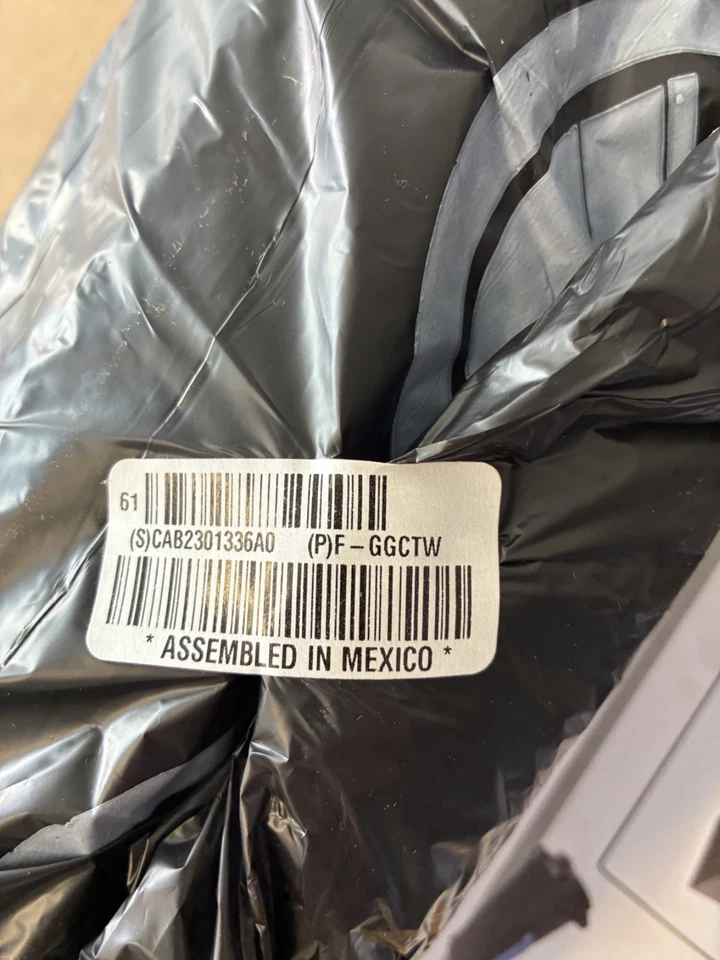 61
(S)CAB2301336A0 (P)F-GGCTW
* ASSEMBLED IN MEXICO *